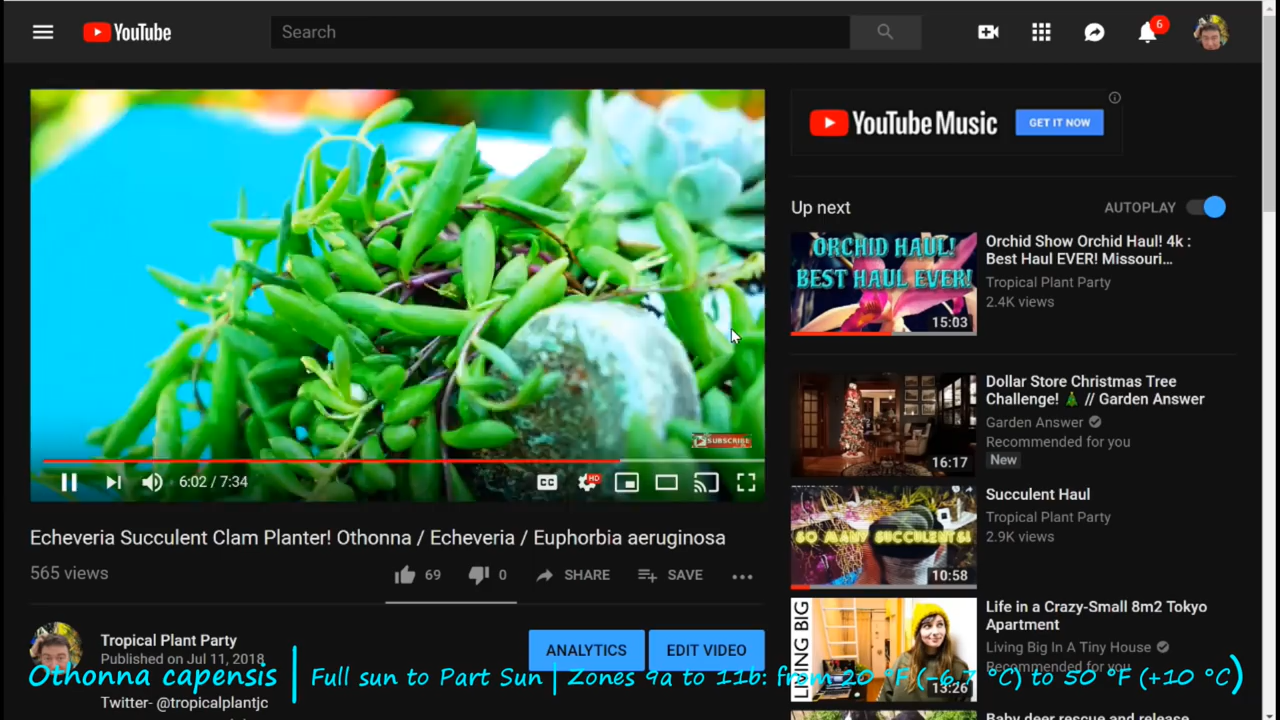 YouTube
Search
6
SUBSCRIBE
6:02 / 7:34
CC
HD
Echeveria Succulent Clam Planter! Othonna / Echeveria / Euphorbia aeruginosa
565 views
69
0
SHARE
SAVE
Tropical Plant Party
Published on Jul 11, 2018
ANALYTICS
EDIT VIDEO
Othonna capensis | Full sun to Part Sun | Zones 9a to 11b: from 20 °F (-6.7 °C) to 50 °F (+10 °C)
Twitter- @tropicalplantjc
YouTube Music
GET IT NOW
Up next
AUTOPLAY
ORCHID HAUL!
BEST HAUL EVER!
15:03
Orchid Show Orchid Haul! 4k :
Best Haul EVER! Missouri...
Tropical Plant Party
2.4K views
16:17
Dollar Store Christmas Tree
Challenge! 🎄 // Garden Answer
Garden Answer
Recommended for you
New
SO MANY SUCCULENTS!
10:58
Succulent Haul
Tropical Plant Party
2.9K views
LIVING BIG
13:26
Life in a Crazy-Small 8m2 Tokyo
Apartment
Living Big In A Tiny House
Recommended for you
Baby deer rescue and release